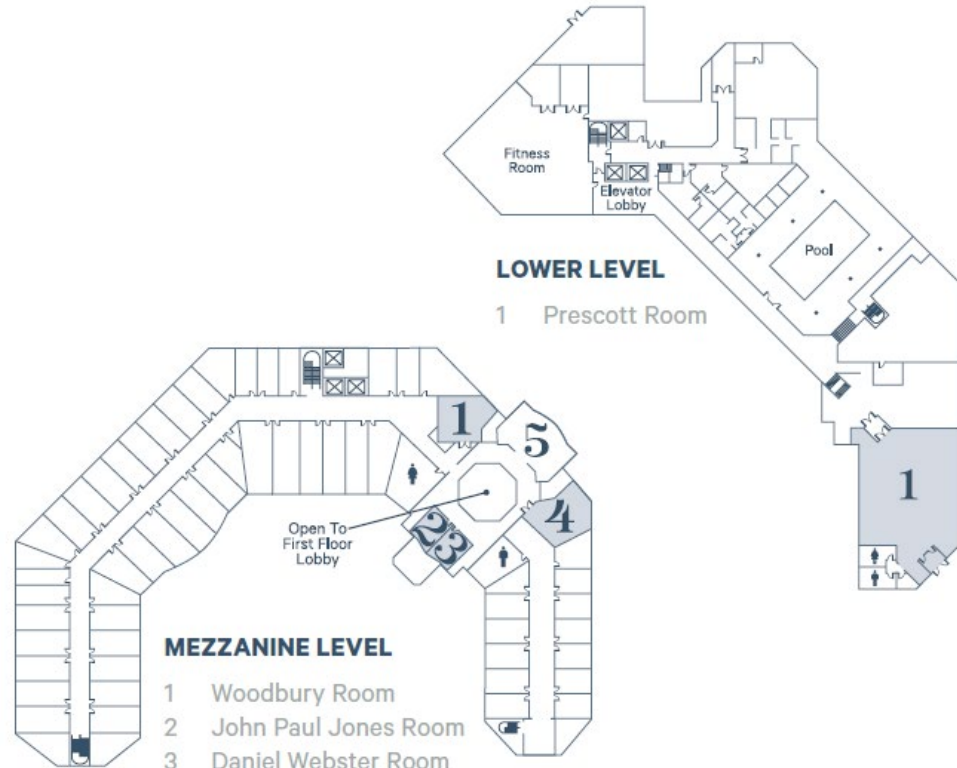 Fitness
Room
Elevator
Lobby
Pool
LOWER LEVEL
1 Prescott Room
1
1
5
4
2
3
Open To
First Floor
Lobby
MEZZANINE LEVEL
1 Woodbury Room
2 John Paul Jones Room
3 Daniel Webster Room